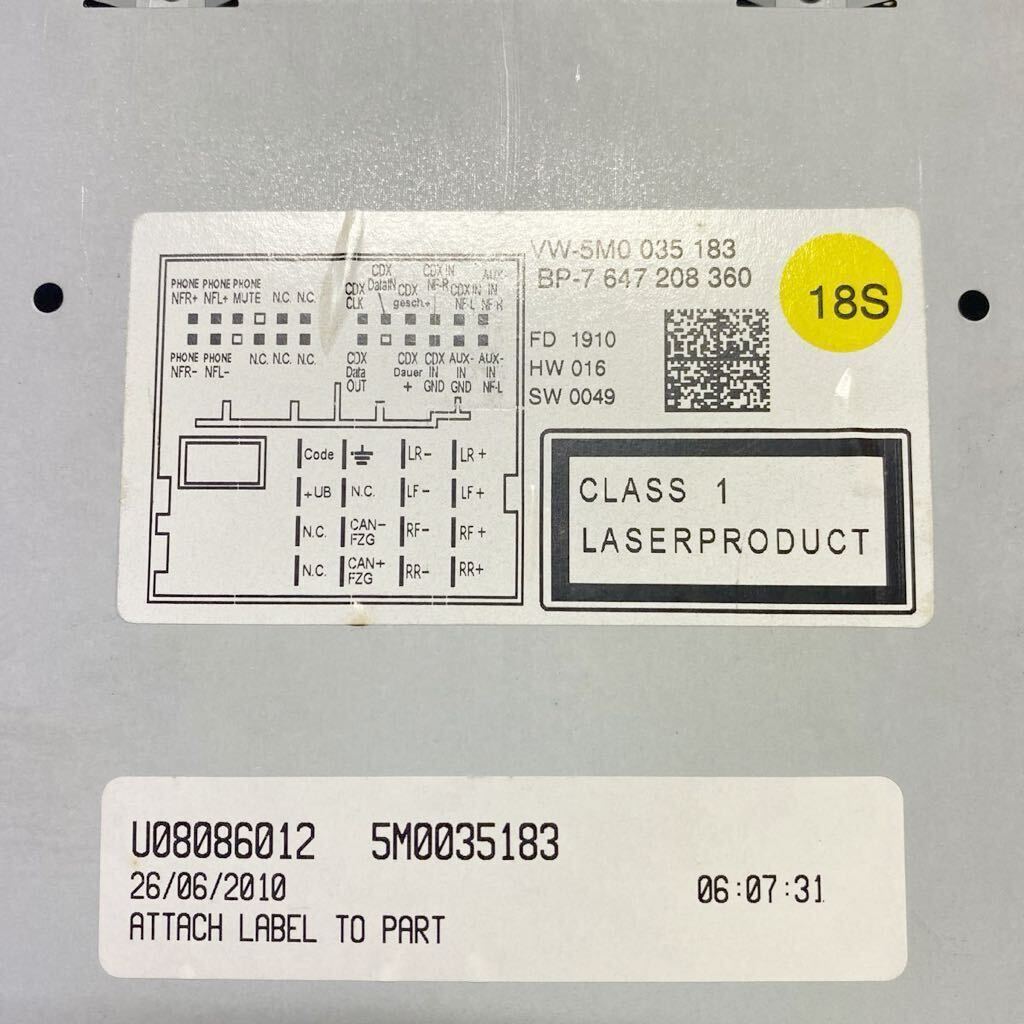 VW-5M0 035 183
BP-7 647 208 360
18S
FD 1910
HW 016
SW 0049
PHONE PHONE PHONE
NFR+ NFL+ MUTE N.C. N.C.
CDX CLK
CDX DataIN
CDX gesch.+
CDX IN NF-R
CDX IN NF-L
AUX- IN NF-R
PHONE PHONE
NFR- NFL- N.C. N.C. N.C.
CDX Data OUT
CDX Dauer +
CDX IN GND
AUX- IN GND
AUX- IN NF-L
Code LR- LR+
+UB N.C. LF- LF+
N.C. CAN- FZG RF- RF+
N.C. CAN+ FZG RR- RR+
CLASS 1
LASERPRODUCT
U08086012 5M0035183
26/06/2010 06:07:31
ATTACH LABEL TO PART